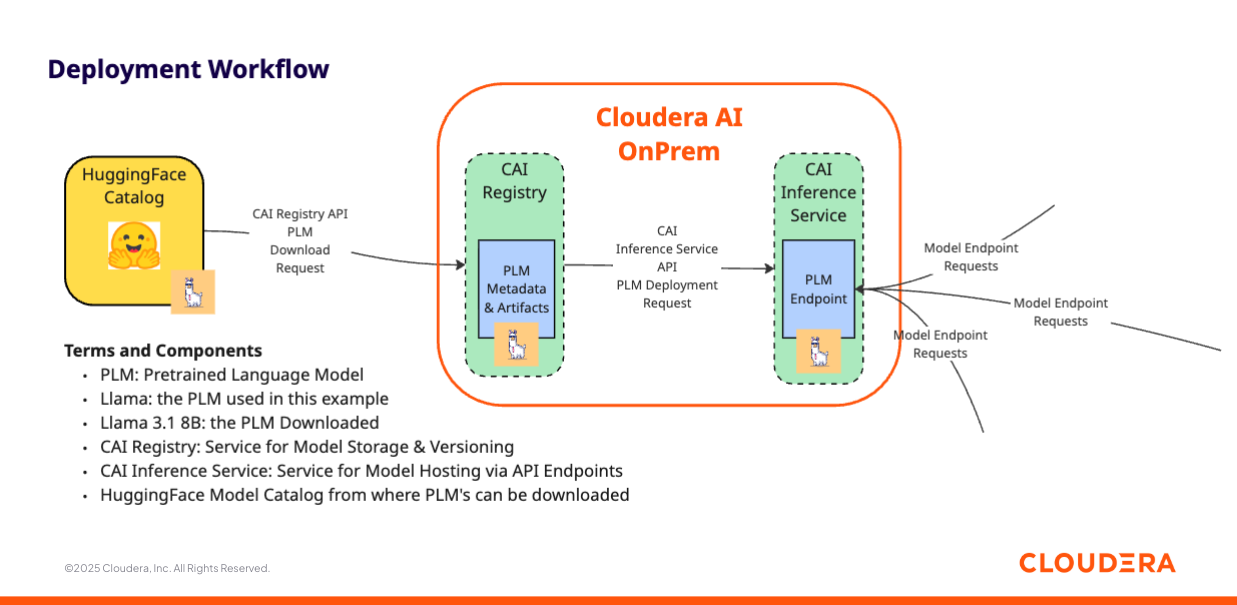 Deployment Workflow
Cloudera AI
OnPrem
HuggingFace
Catalog
CAI Registry API
PLM
Download
Request
CAI
Registry
PLM
Metadata
& Artifacts
CAI
Inference Service
API
PLM Deployment
Request
CAI
Inference
Service
PLM
Endpoint
Model Endpoint
Requests
Model Endpoint
Requests
Model Endpoint
Requests
Terms and Components
• PLM: Pretrained Language Model
• Llama: the PLM used in this example
• Llama 3.1 8B: the PLM Downloaded
• CAI Registry: Service for Model Storage & Versioning
• CAI Inference Service: Service for Model Hosting via API Endpoints
• HuggingFace Model Catalog from where PLM's can be downloaded
©2025 Cloudera, Inc. All Rights Reserved.
CLOUDERA